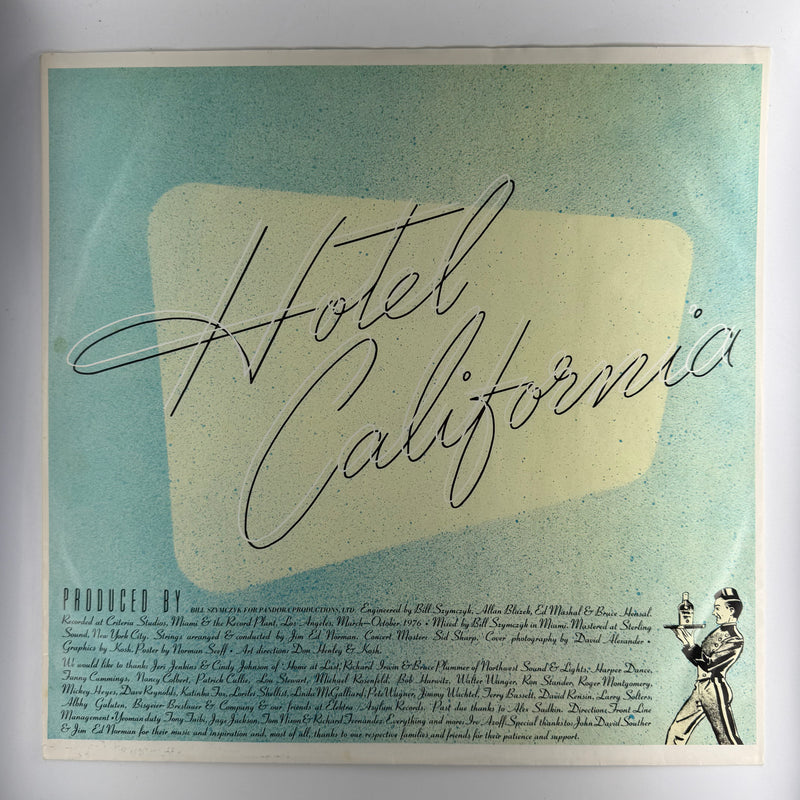 Hotel
California
PRODUCED BY BILL SZYMCZYK FOR PANDORA PRODUCTIONS, LTD Engineered by Bill Szymczyk, Allan Blazek, Ed Mashal & Bruce Hensal.
Recorded at Criteria Studios, Miami & the Record Plant, Los Angeles, March–October, 1976 • Mixed by Bill Szymczyk in Miami. Mastered at Sterling
Sound, New York City. Strings arranged & conducted by Jim Ed Norman. Concert Master: Sid Sharp. Cover photography by David Alexander •
Graphics by Kosh. Poster by Norman Seeff • Art direction: Don Henley & Kosh.
We would like to thank: Jeri Jenkins & Cindy Johnson of Home at Last, Richard Irwin & Bruce Plummer of Northwest Sound & Lights, Harper Dance,
Fanny Cummings, Nancy Colbert, Patrick Cullie, Lou Stewart, Michael Rosenfeld, Bob Hurwitz, Walter Wanger, Ron Stander, Roger Montgomery,
Mickey Heyes, Dave Reynolds, Katinka Fox, Lorilee Shellist, Linda McGalliard, Pete Wagner, Jimmy Wachtel, Terry Bassett, David Krisin, Larry Solters,
Albhy Galuten, Bisgeier Breslauer & Company & our friends at Elektra/Asylum Records. Past due thanks to Alex Sadkin. Direction: Front Line
Management • Yeoman duty: Tony Taibi, Jage Jackson, Tom Nixon & Richard Fernandez. Everything and more: Irv Azoff. Special thanks to: John David Souther
& Jim Ed Norman for their music and inspiration and, most of all, thanks to our respective families and friends for their patience and support.